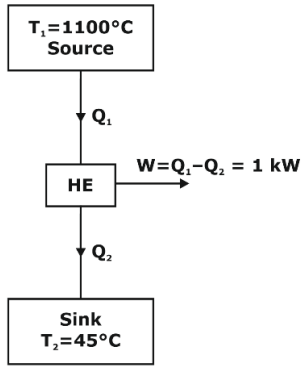 T₁=1100°C
Source
Q₁
W=Q₁–Q₂ = 1 kW
HE
Q₂
Sink
T₂=45°C